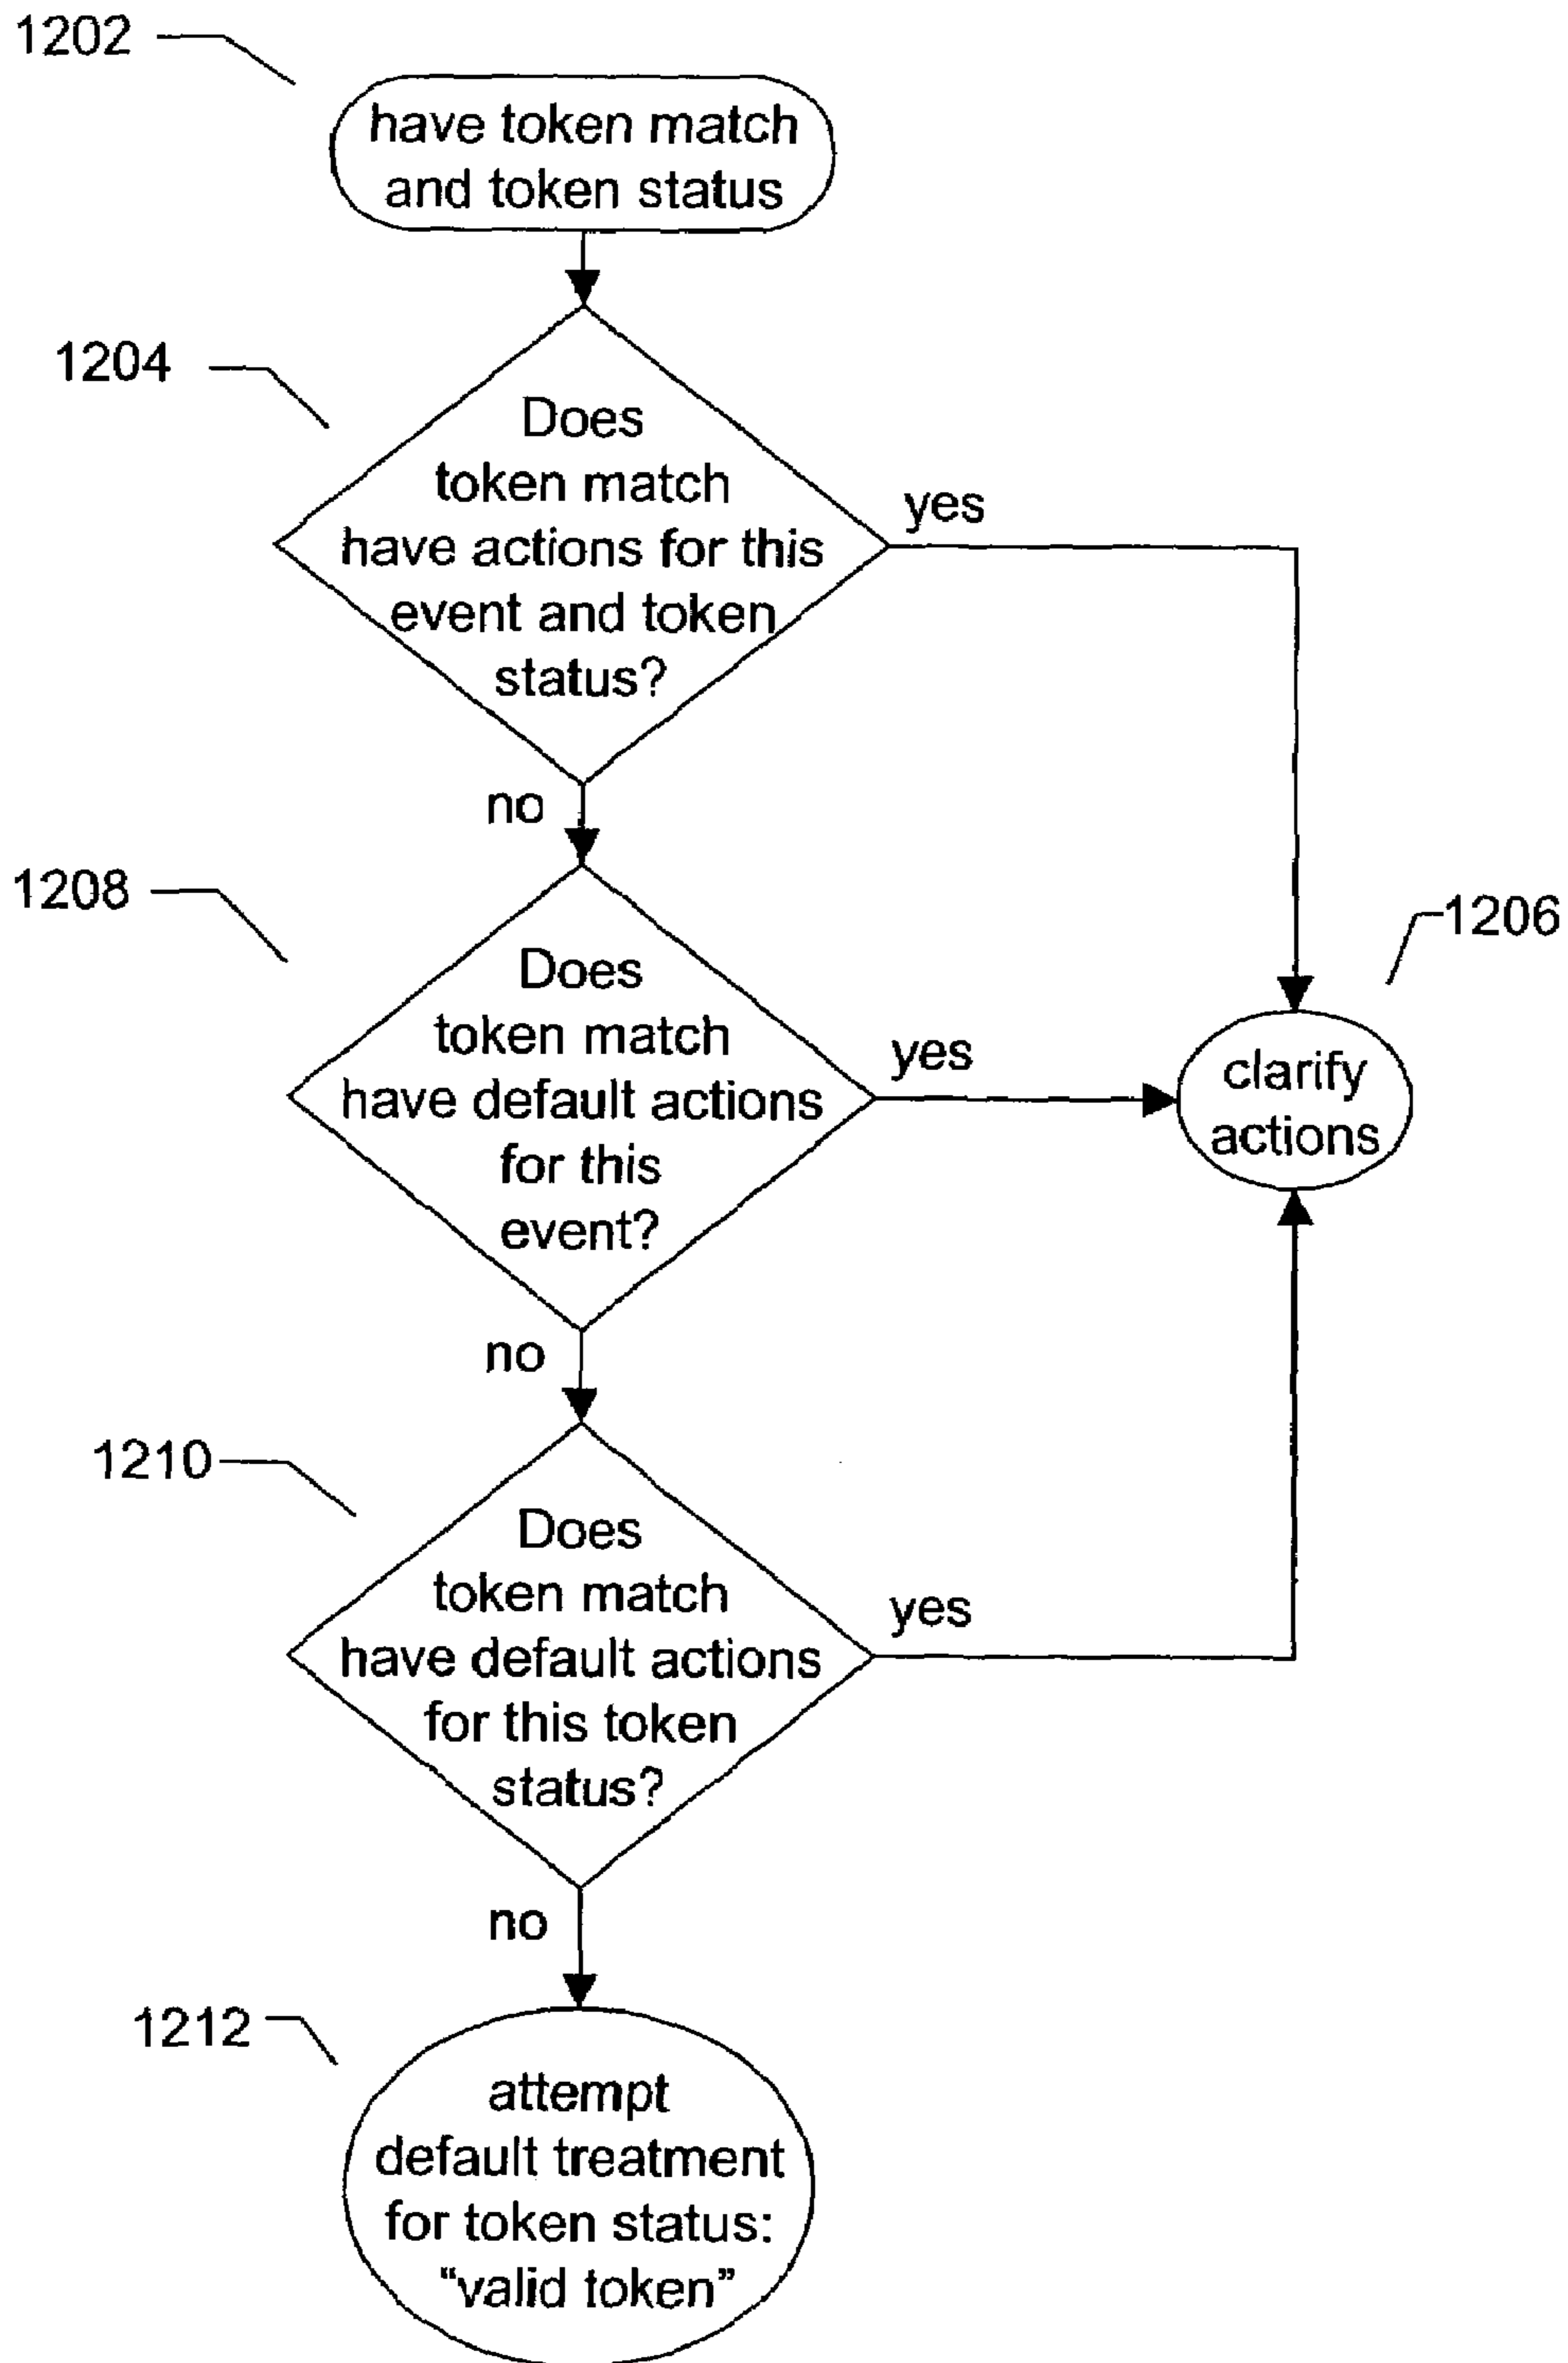 1202
have token match
and token status
1204
Does
token match
have actions for this
event and token
status?
yes
no
1208
Does
token match
have default actions
for this
event?
yes
1206
clarify
actions
no
1210
Does
token match
have default actions
for this token
status?
yes
no
1212
attempt
default treatment
for token status:
“valid token”